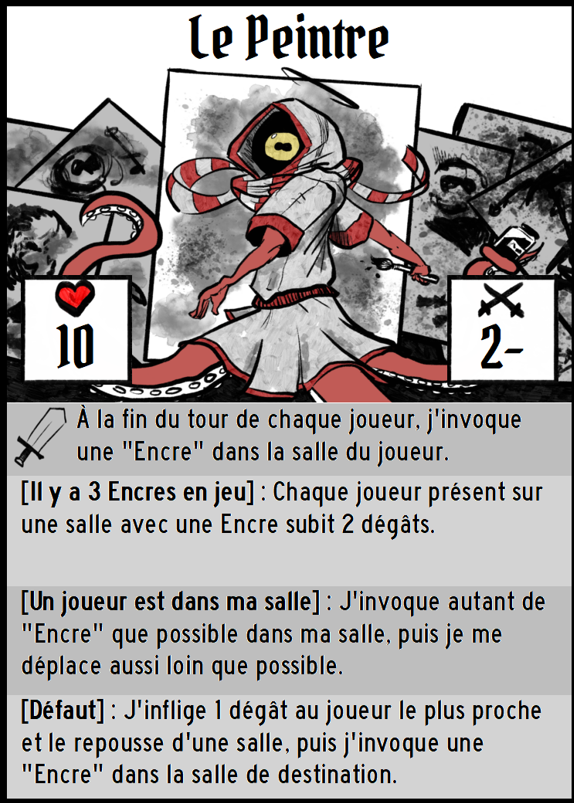 Le Peintre
10
2-
À la fin du tour de chaque joueur, j'invoque
une "Encre" dans la salle du joueur.
[Il y a 3 Encres en jeu] : Chaque joueur présent sur
une salle avec une Encre subit 2 dégâts.
[Un joueur est dans ma salle] : J'invoque autant de
"Encre" que possible dans ma salle, puis je me
déplace aussi loin que possible.
[Défaut] : J'inflige 1 dégât au joueur le plus proche
et le repousse d'une salle, puis j'invoque une
"Encre" dans la salle de destination.